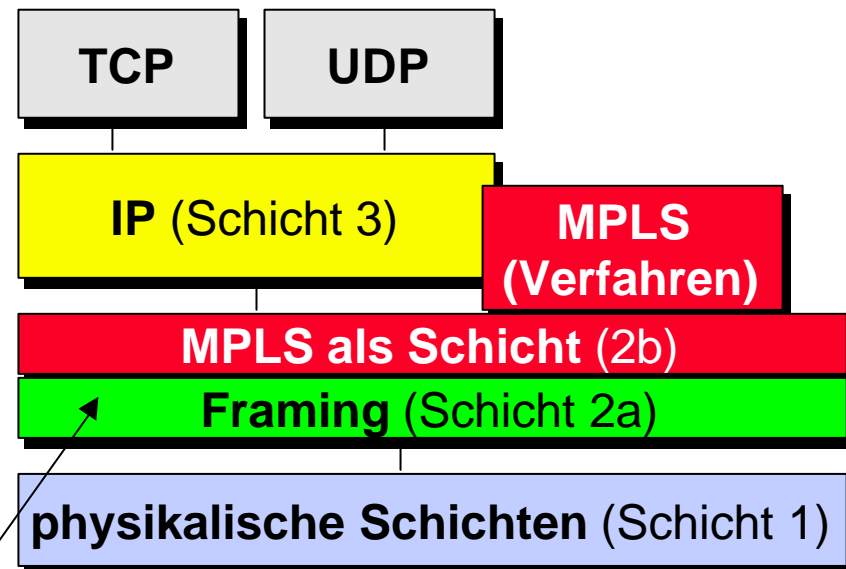 TCP
UDP
IP (Schicht 3)
MPLS
(Verfahren)
MPLS als Schicht (2b)
Framing (Schicht 2a)
physikalische Schichten (Schicht 1)